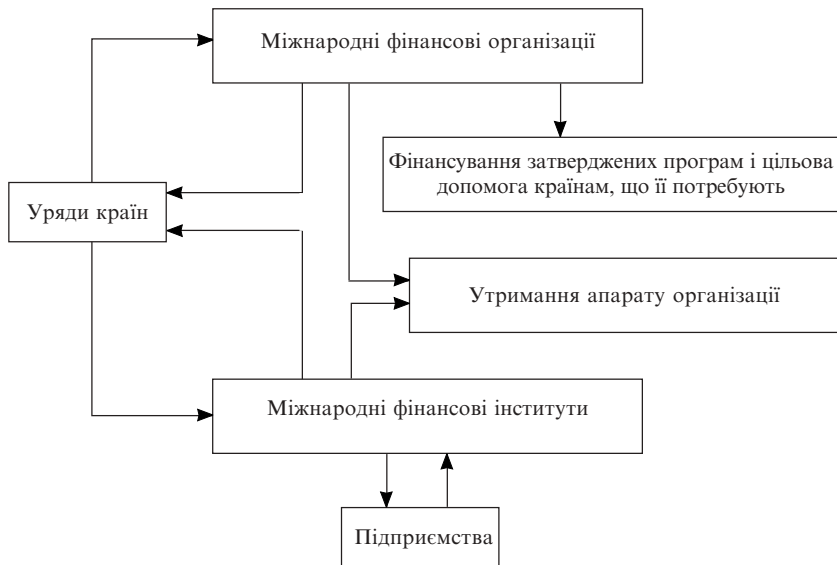 Міжнародні фінансові організації
Фінансування затверджених програм і цільова
допомога країнам, що її потребують
Уряди країн
Утримання апарату організації
Міжнародні фінансові інститути
Підприємства